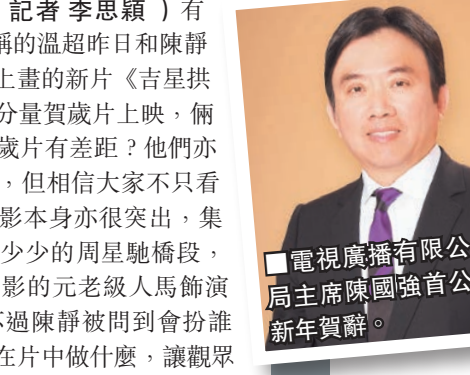 記者 李思穎 ）有
稱的溫超昨日和陳靜
上畫的新片《吉星拱
分量賀歲片上映，倆
歲片有差距？他們亦
，但相信大家不只看
影本身亦很突出，集
少少的周星馳橋段，
影的元老級人馬飾演
不過陳靜被問到會扮誰
在片中做什麼，讓觀眾
■電視廣播有限公
局主席陳國強首公
新年賀辭。